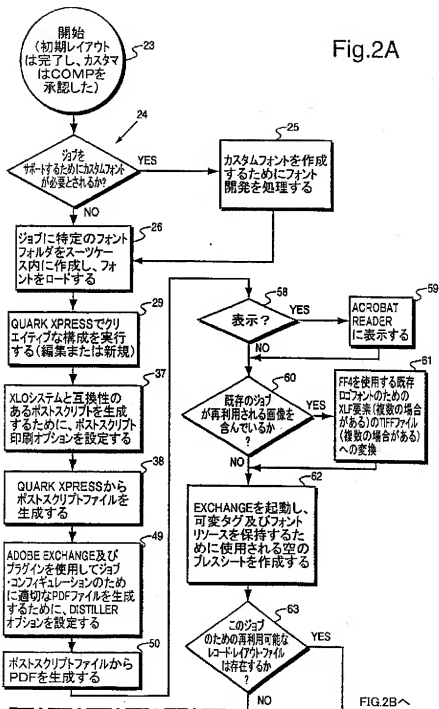 Fig.2A
開始
(初期レイアウト
は完了し、カスタマ
はCOMPを
承認した)
23
24
ジョブを
サポートするためにカスタムフォント
が必要とされるか?
YES
NO
25
カスタムフォントを作成
するためにフォント
開発を処理する
26
ジョブに特定のフォント
フォルダをスーツケー
ス内に作成し、フォ
ントをロードする
29
QUARK XPRESSでクリ
エイティブな構成を実行
する(編集または新規)
37
XLOシステムと互換性の
あるポストスクリプトを生成
するために、ポストスクリプト
印刷オプションを設定する
38
QUARK XPRESSから
ポストスクリプトファイルを
生成する
49
ADOBE EXCHANGE及び
プラグインを使用してジョブ
・コンフィギュレーションのため
に適切なPDFファイルを生成
するために、DISTILLER
オプションを設定する
50
ポストスクリプトファイルから
PDFを生成する
58
表示?
YES
NO
59
ACROBAT
READER
に表示する
60
既存のジョブ
が再利用される画像を
含んでいるか
?
YES
NO
61
FF4を使用する既存
ロゴフォントのための
XLF要素(複数の場合
がある)のTIFFファイル
(複数の場合がある)
への変換
62
EXCHANGEを起動し、
可変タグ及びフォント
リソースを保持するた
めに使用される空の
プレスシートを作成する
63
このジョブ
のための再利用可能な
レコード・レイアウト・ファイル
は存在するか
?
YES
NO
FIG.2Bへ